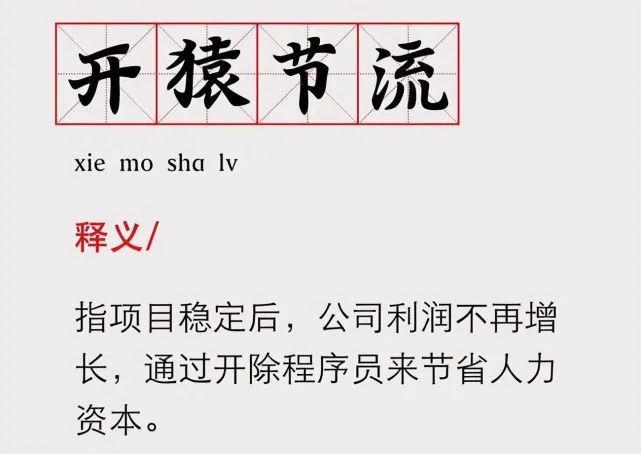 开猿节流
xie mo sha lv
释义/
指项目稳定后，公司利润不再增
长，通过开除程序员来节省人力
资本。